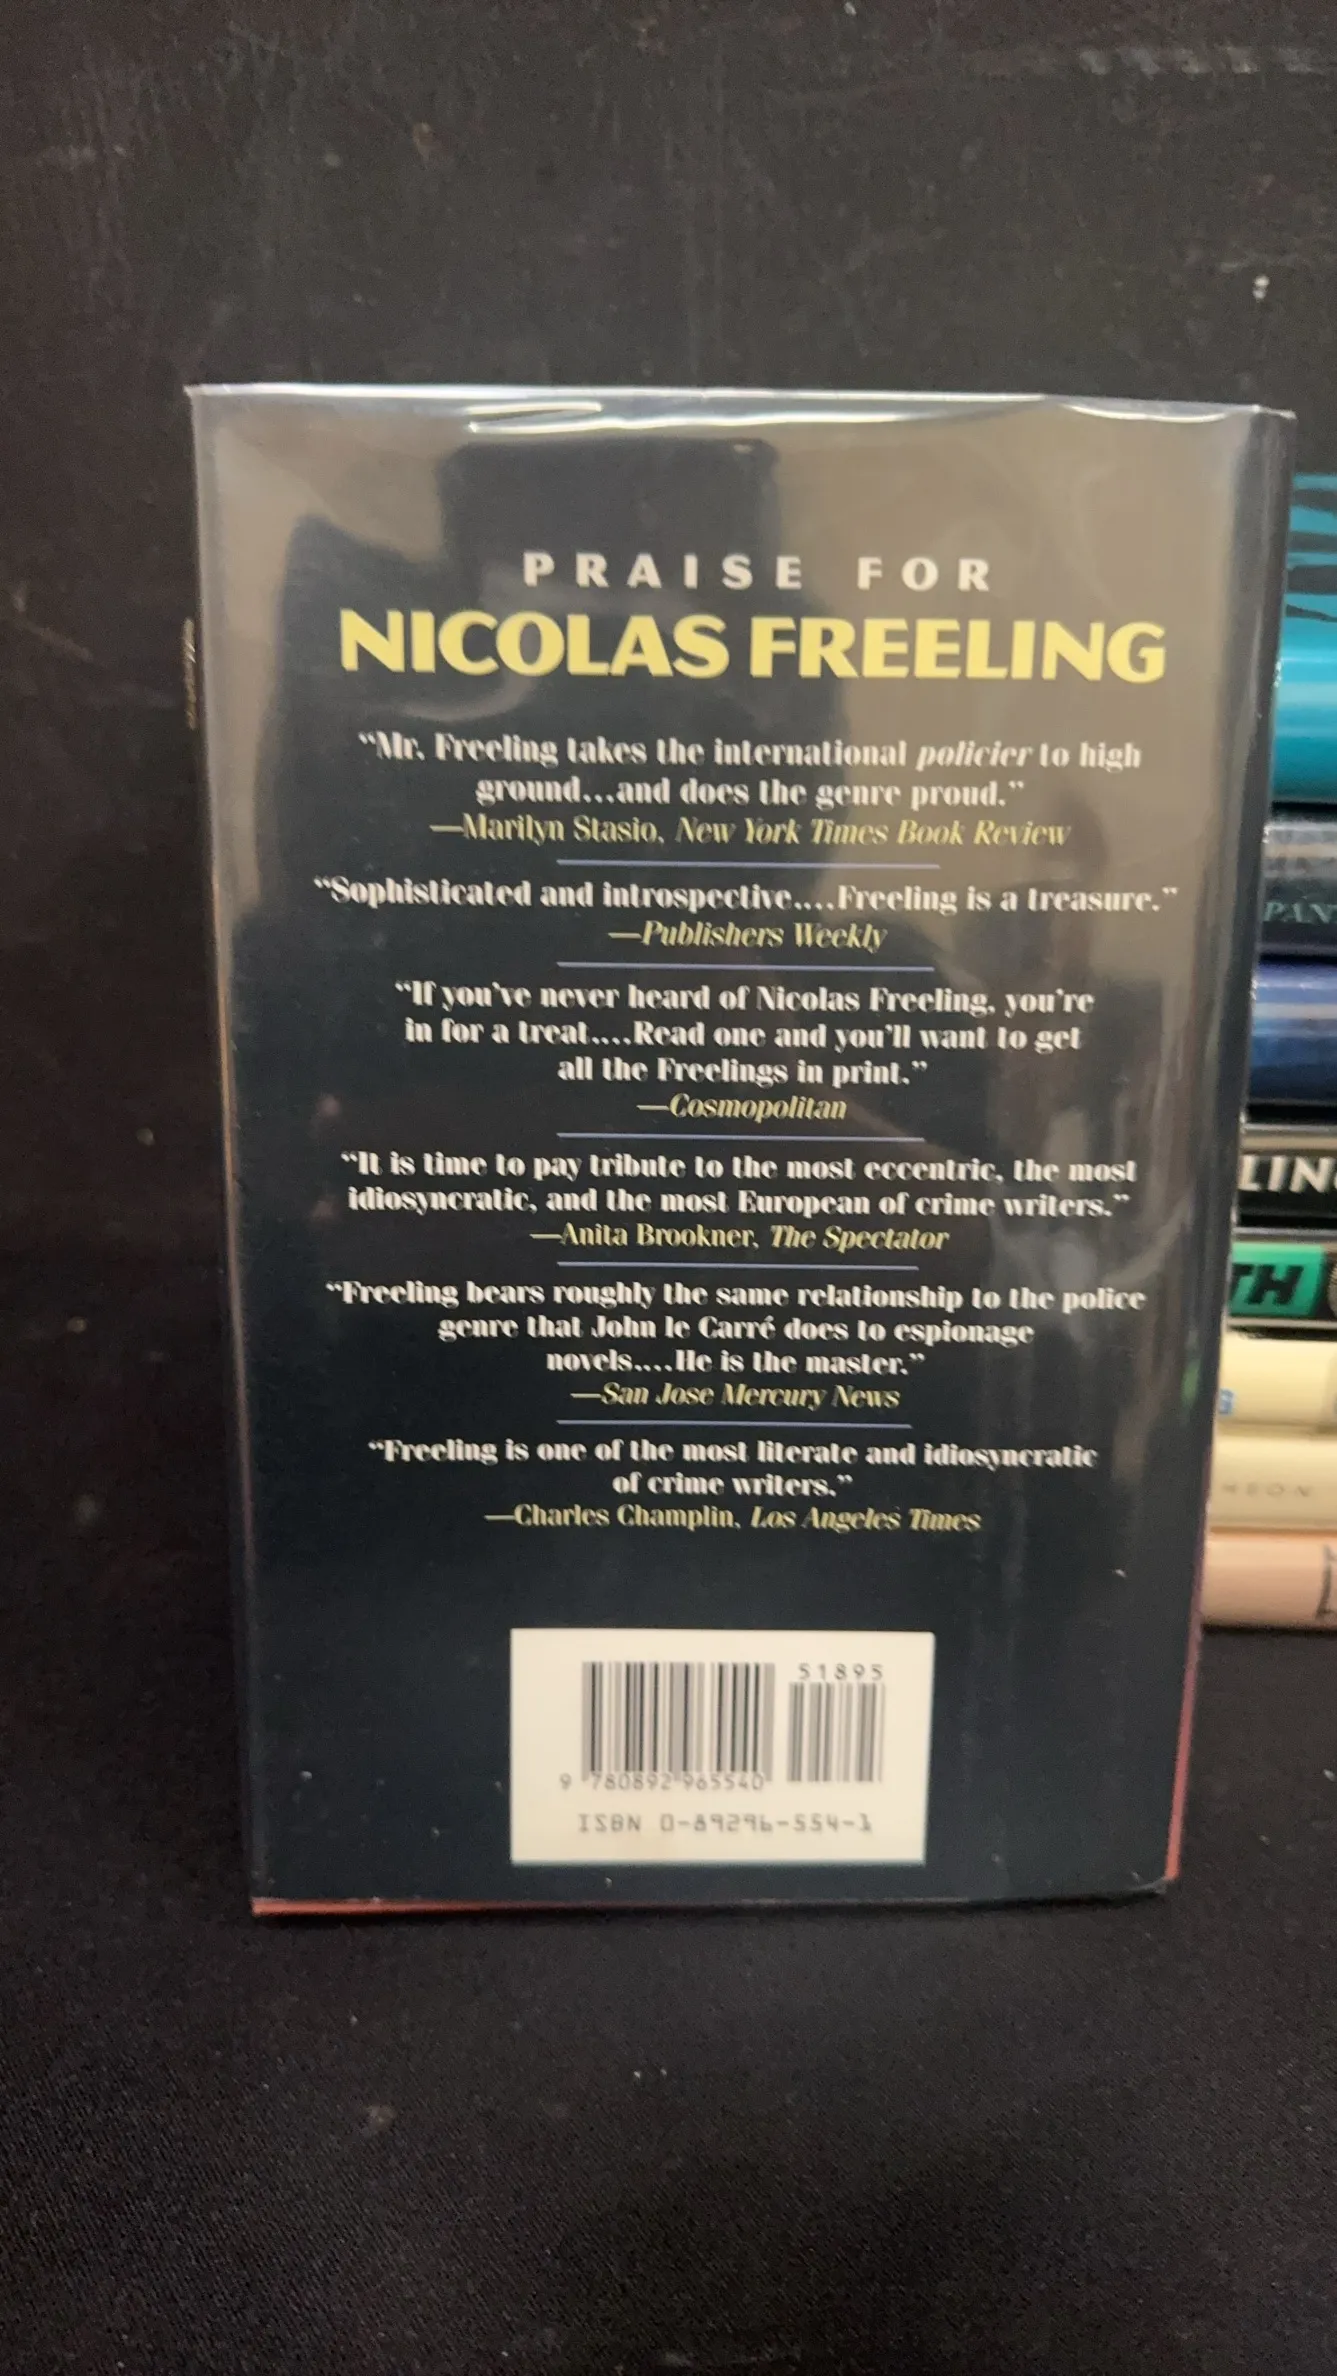 PRAISE FOR
NICOLAS FREELING
“Mr. Freeling takes the international policier to high
ground...and does the genre proud.”
—Marilyn Stasio, New York Times Book Review
“Sophisticated and introspective....Freeling is a treasure.”
—Publishers Weekly
“If you’ve never heard of Nicolas Freeling, you’re
in for a treat....Read one and you’ll want to get
all the Freelings in print.”
—Cosmopolitan
“It is time to pay tribute to the most eccentric, the most
idiosyncratic, and the most European of crime writers.”
—Anita Brookner, The Spectator
“Freeling bears roughly the same relationship to the police
genre that John le Carré does to espionage
novels....He is the master.”
—San Jose Mercury News
“Freeling is one of the most literate and idiosyncratic
of crime writers.”
—Charles Champlin, Los Angeles Times
51895
9 780892 965540
ISBN 0-89296-554-1
PAN
LING
TH
HEON